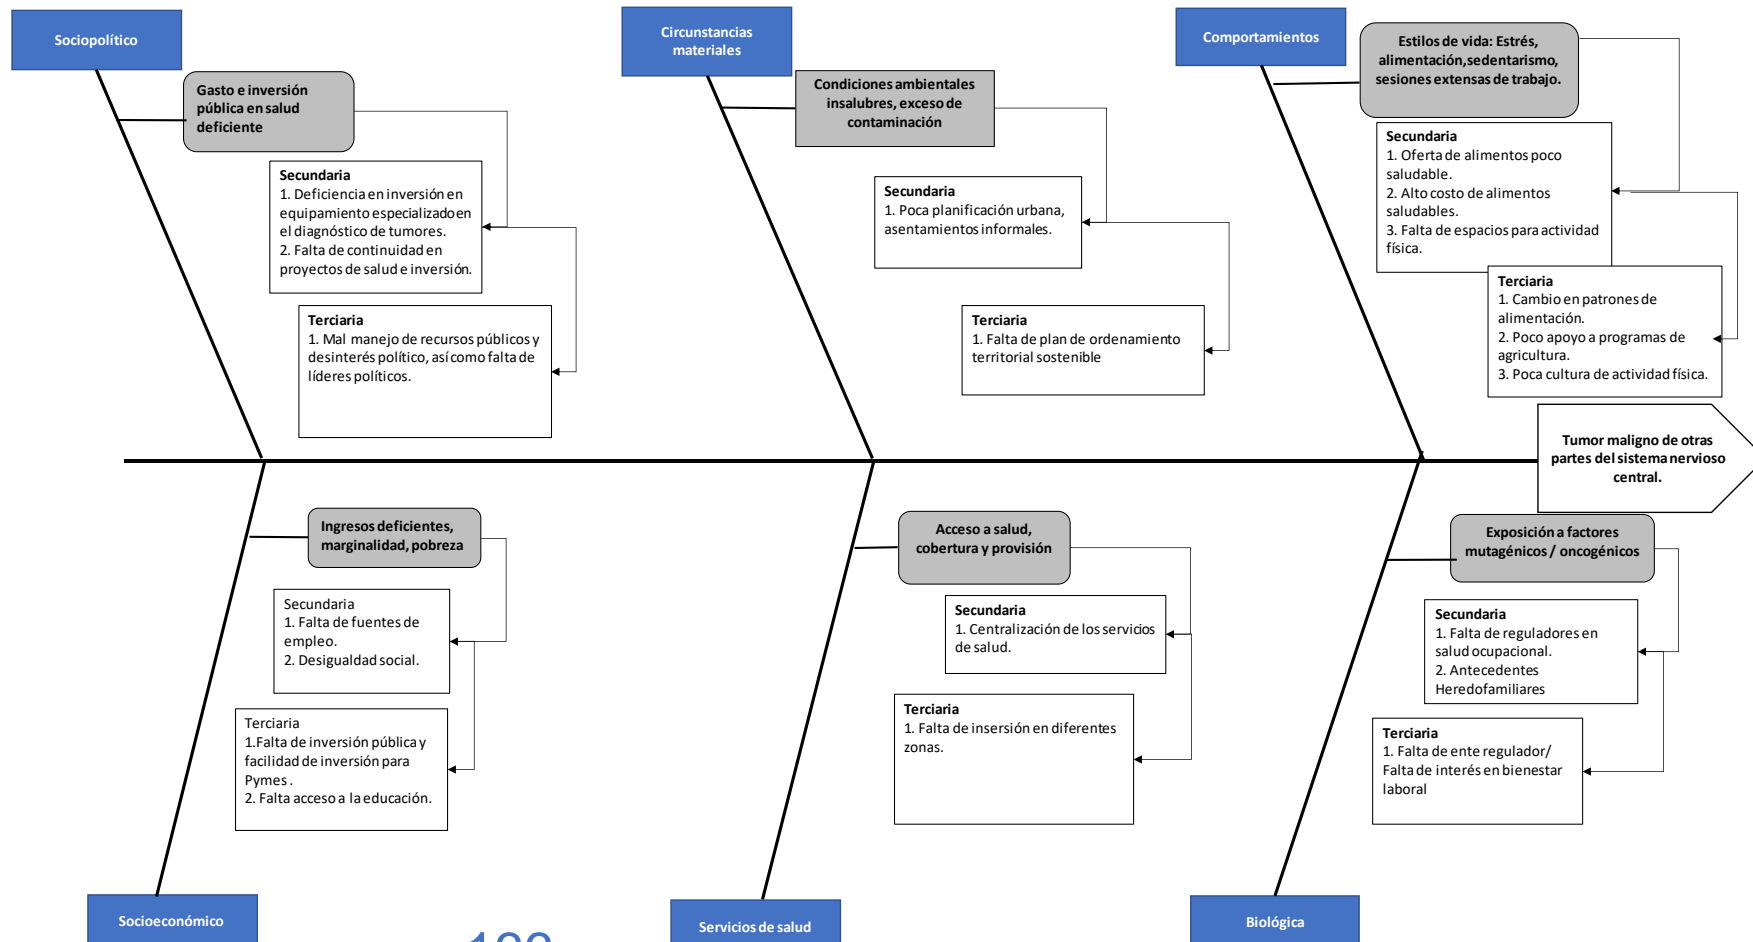 Sociopolítico
Gasto e inversión
pública en salud
deficiente
Secundaria
1. Deficiencia en inversión en
equipamiento especializado en
el diagnóstico de tumores.
2. Falta de continuidad en
proyectos de salud e inversión.
Terciaria
1. Mal manejo de recursos públicos y
desinterés político, así como falta de
líderes políticos.
Circunstancias
materiales
Condiciones ambientales
insalubres, exceso de
contaminación
Secundaria
1. Poca planificación urbana,
asentamientos informales.
Terciaria
1. Falta de plan de ordenamiento
territorial sostenible
Comportamientos
Estilos de vida: Estrés,
alimentación,sedentarismo,
sesiones extensas de trabajo.
Secundaria
1. Oferta de alimentos poco
saludable.
2. Alto costo de alimentos
saludables.
3. Falta de espacios para actividad
física.
Terciaria
1. Cambio en patrones de
alimentación.
2. Poco apoyo a programas de
agricultura.
3. Poca cultura de actividad física.
Tumor maligno de otras
partes del sistema nervioso
central.
Ingresos deficientes,
marginalidad, pobreza
Secundaria
1. Falta de fuentes de
empleo.
2. Desigualdad social.
Terciaria
1.Falta de inversión pública y
facilidad de inversión para
Pymes .
2. Falta acceso a la educación.
Socioeconómico
Acceso a salud,
cobertura y provisión
Secundaria
1. Centralización de los servicios
de salud.
Terciaria
1. Falta de insersión en diferentes
zonas.
Servicios de salud
Exposición a factores
mutagénicos / oncogénicos
Secundaria
1. Falta de reguladores en
salud ocupacional.
2. Antecedentes
Heredofamiliares
Terciaria
1. Falta de ente regulador/
Falta de interés en bienestar
laboral
Biológica